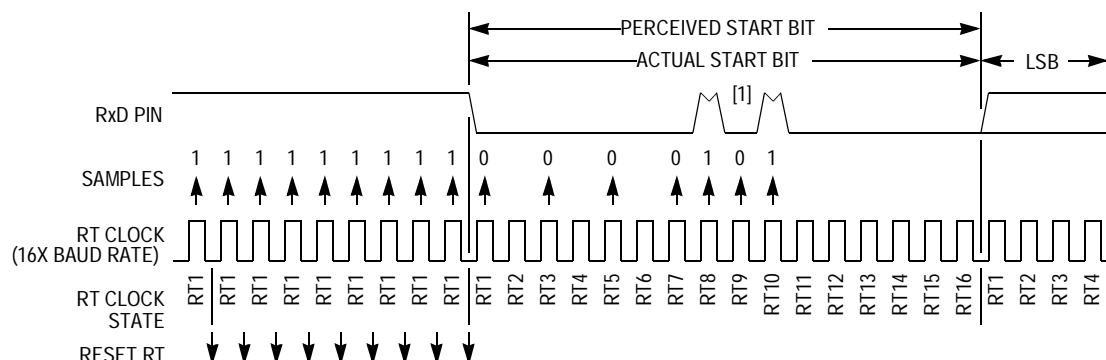 PERCEIVED START BIT
ACTUAL START BIT
LSB
RxD PIN
[1]
SAMPLES
1 1 1 1 1 1 1 1 1 0 0 0 0 1 0 1
RT CLOCK
(16X BAUD RATE)
RT CLOCK
STATE
RT1 RT1 RT1 RT1 RT1 RT1 RT1 RT1 RT1 RT1 RT2 RT3 RT4 RT5 RT6 RT7 RT8 RT9 RT10 RT11 RT12 RT13 RT14 RT15 RT16 RT1 RT2 RT3 RT4
RESET RT